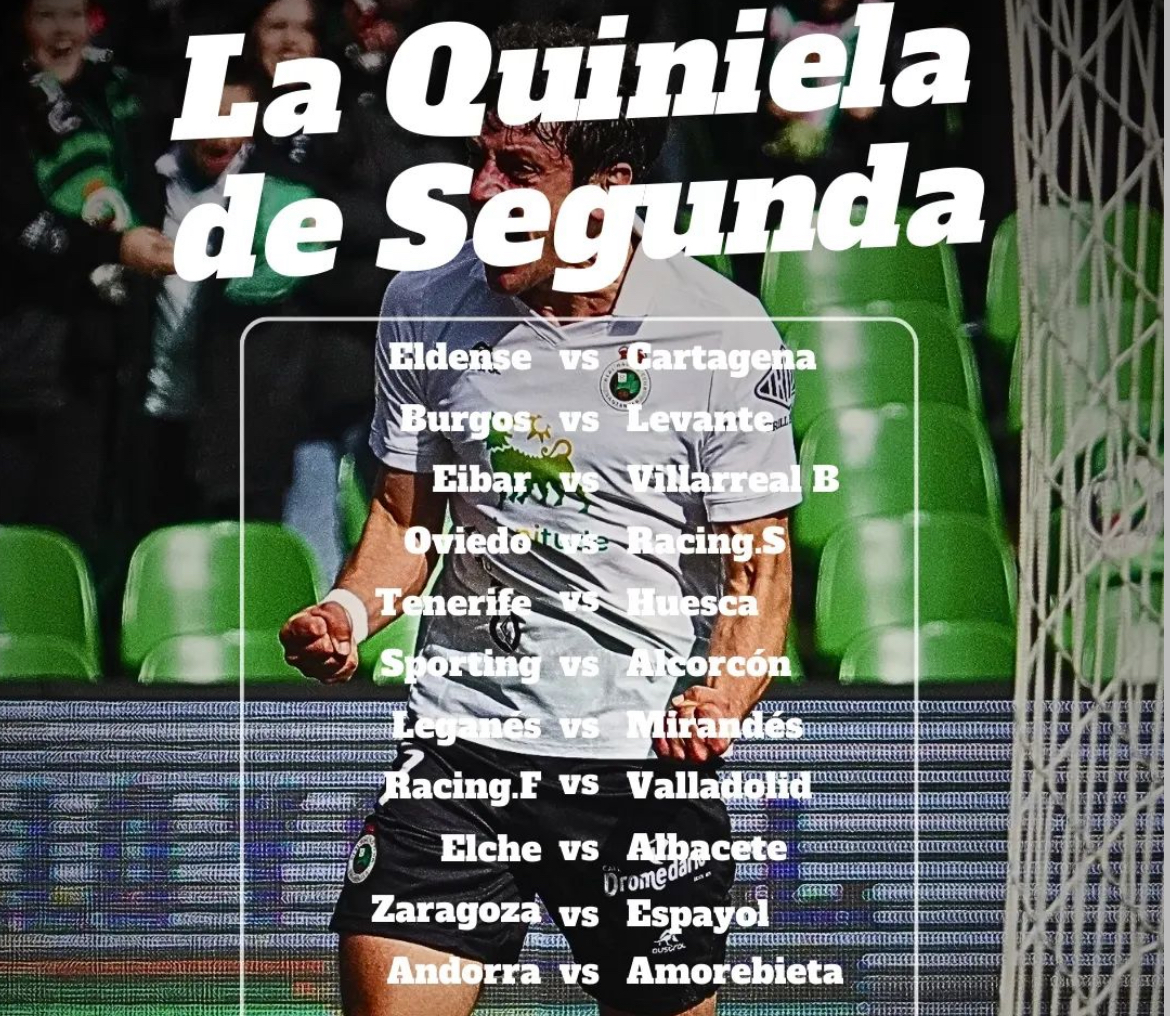 La Quiniela
de Segunda
Eldense vs Cartagena
Burgos vs Levante
Eibar vs Villarreal B
Oviedo vs Racing.S
Tenerife vs Huesca
Sporting vs Alcorcón
Leganés vs Mirandés
Racing.F vs Valladolid
Elche vs Albacete
Dromedario
Zaragoza vs Espayol
Andorra vs Amorebieta